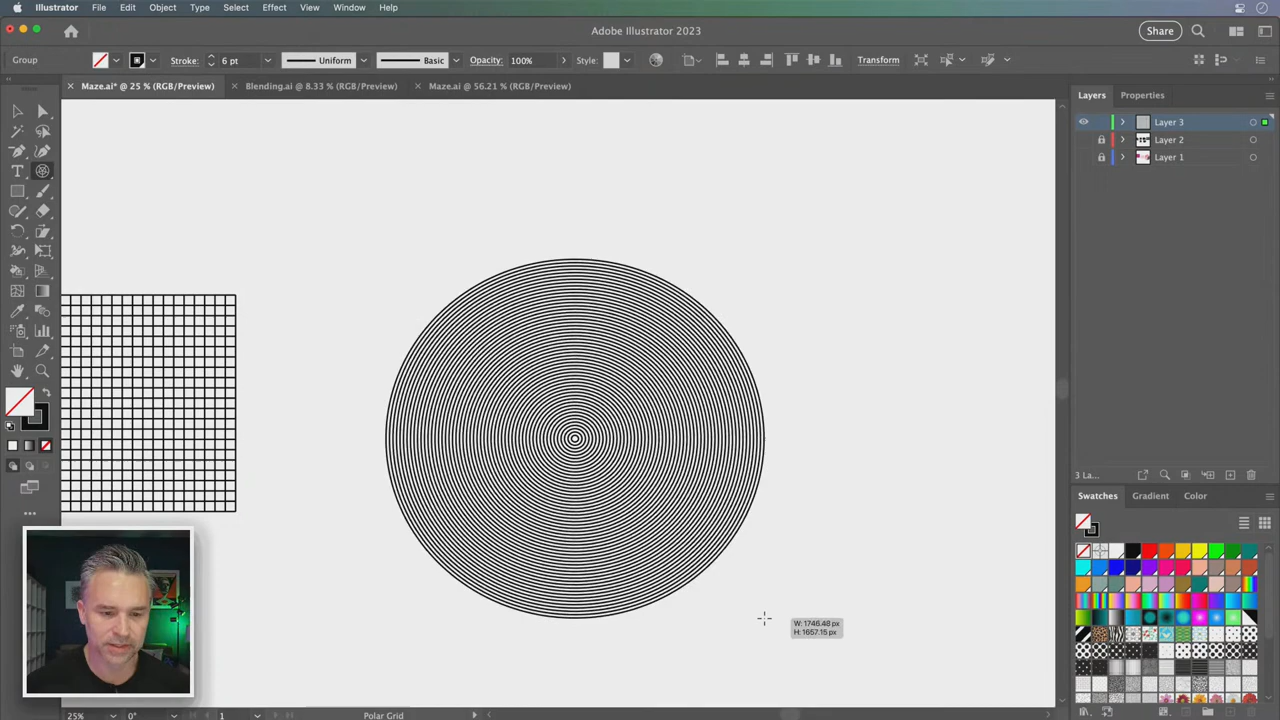 Illustrator File Edit Object Type Select Effect View Window Help
Adobe Illustrator 2023
Share
Group Stroke: 6 pt Uniform Basic Opacity: 100% Style: Transform
Maze.ai* @ 25 % (RGB/Preview) Blending.ai @ 8.33 % (RGB/Preview) Maze.ai @ 56.21 % (RGB/Preview)
Layers Properties
Layer 3
Layer 2
Layer 1
3 La...
Swatches Gradient Color
W: 1746.48 px
H: 1657.15 px
25% 0° 1 Polar Grid